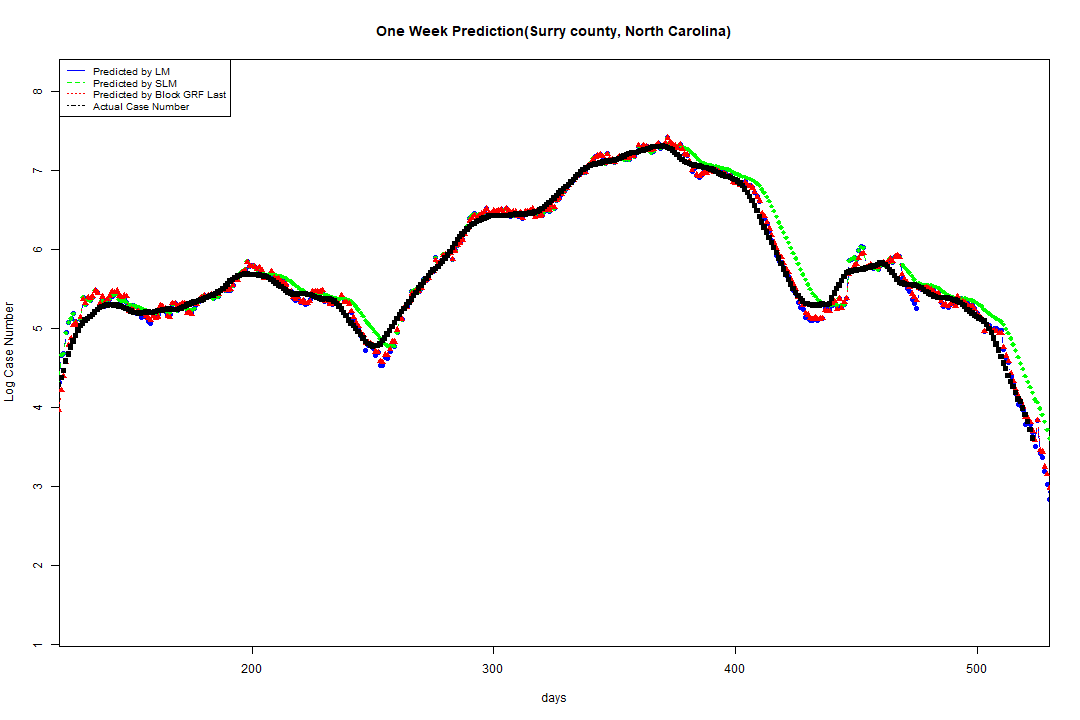 One Week Prediction(Surry county, North Carolina)
Predicted by LM
Predicted by SLM
Predicted by Block GRF Last
Actual Case Number
8
7
6
5
4
3
2
1
Log Case Number
200 300 400 500
days